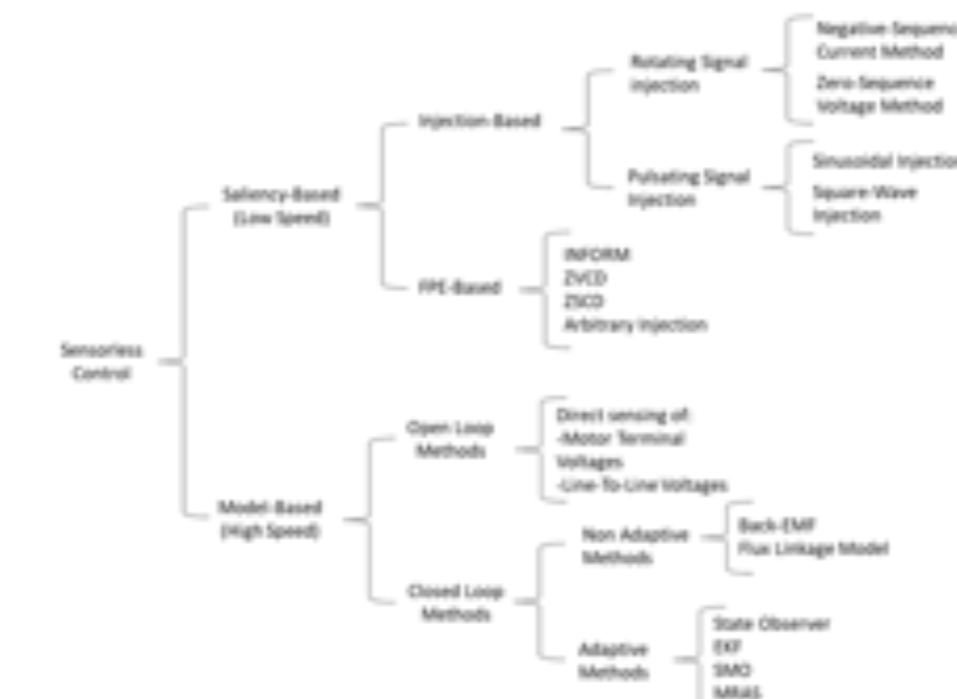 Negative-Sequenc
Current Method
Rotating Signal
injection
Zero-Sequence
Voltage Method
Injection-Based
Sinusoidal Injection
Pulsating Signal
Injection
Square-Wave
Injection
Saliency-Based
(Low Speed)
INFORM
ZVCD
ZSCD
Arbitrary Injection
FPE-Based
Sensorless
Control
Open Loop
Methods
Direct sensing of:
-Motor Terminal
Voltages
-Line-To-Line Voltages
Model-Based
(High Speed)
Non Adaptive
Methods
Back-EMF
Flux Linkage Model
Closed Loop
Methods
Adaptive
Methods
State Observer
EKF
SMO
MRAS